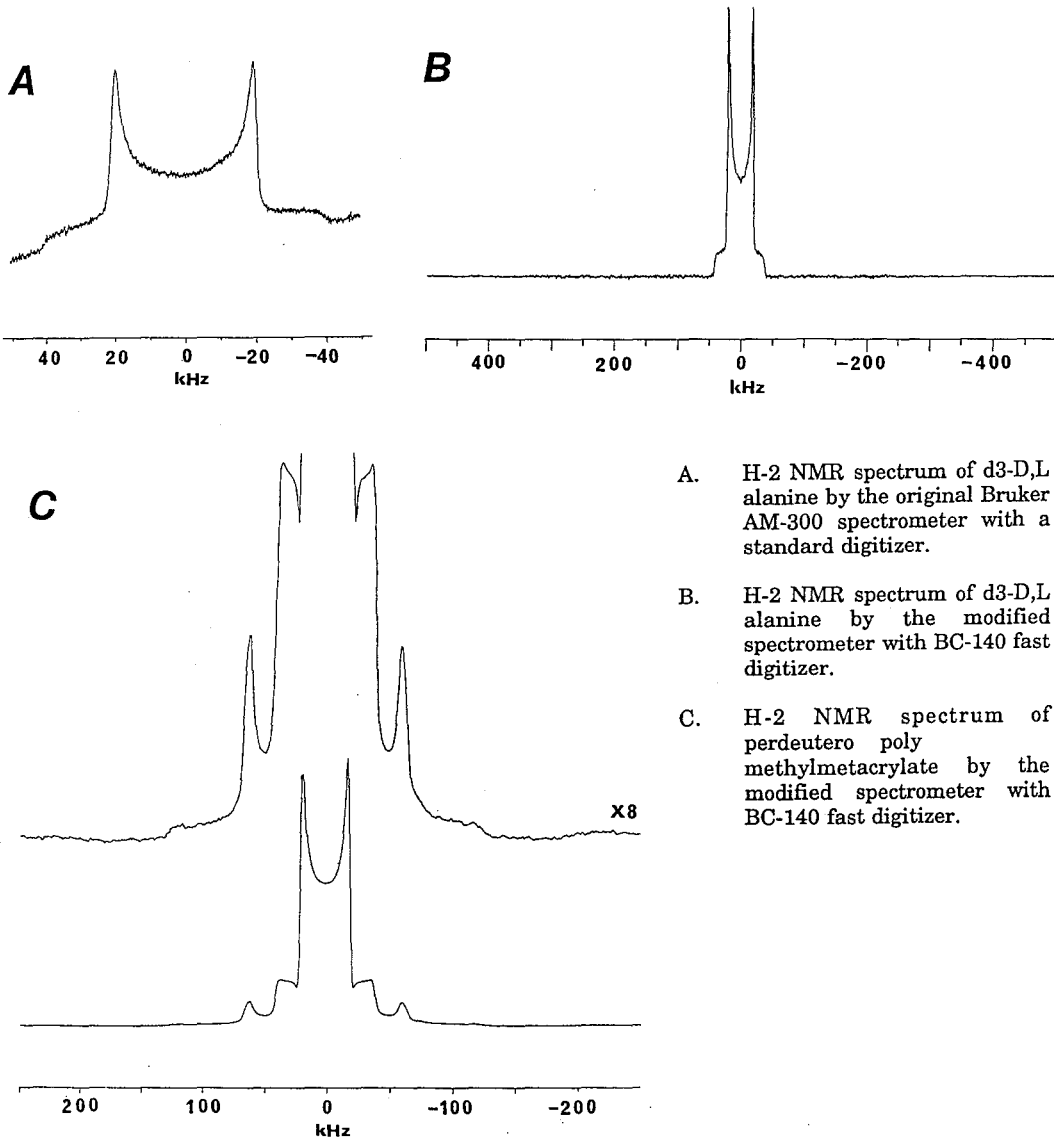 A
B
40 20 0 -20 -40
kHz
400 200 0 -200 -400
kHz
C
X8
200 100 0 -100 -200
kHz
A. H-2 NMR spectrum of d3-D,L
alanine by the original Bruker
AM-300 spectrometer with a
standard digitizer.
B. H-2 NMR spectrum of d3-D,L
alanine by the modified
spectrometer with BC-140 fast
digitizer.
C. H-2 NMR spectrum of
perdeutero poly
methylmetacrylate by the
modified spectrometer with
BC-140 fast digitizer.